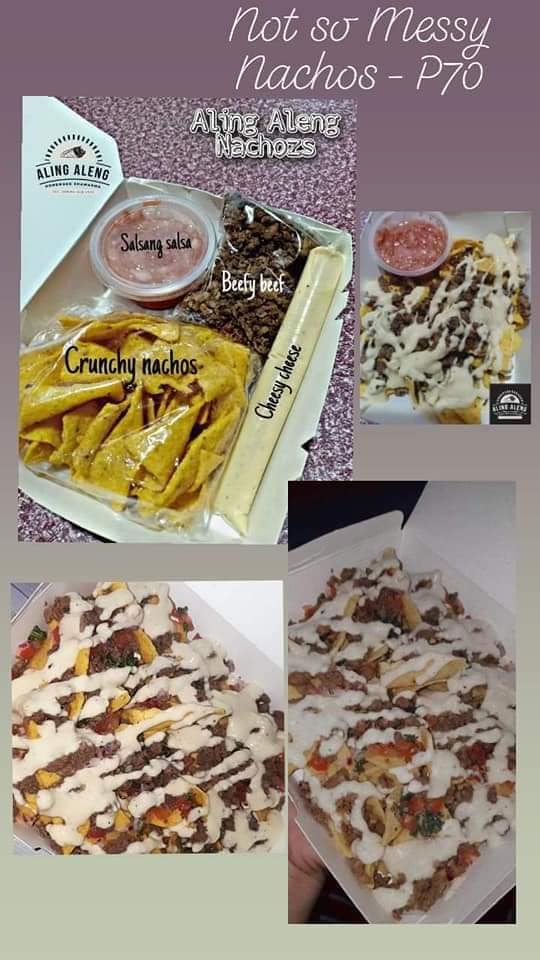 Not so Messy
Nachos - P70
Aling Aleng
Nachozs
ALING ALENG
HOMEMADE SHAWARMA
Salsang salsa
Beefy beef
Crunchy nachos
Cheesy cheese
ALING ALENG